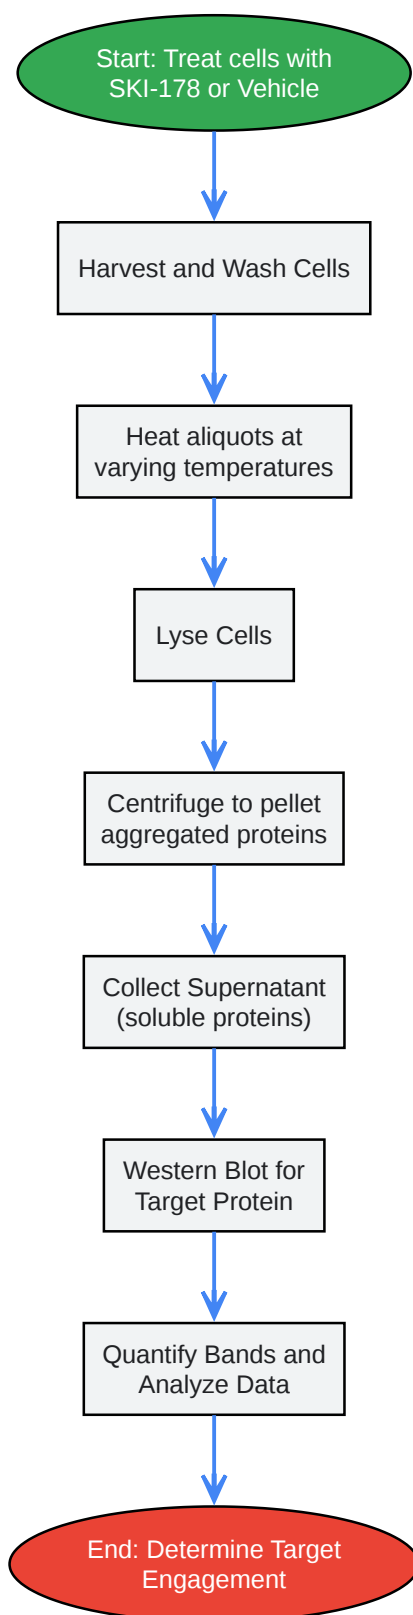 Start: Treat cells with
SKI-178 or Vehicle
Harvest and Wash Cells
Heat aliquots at
varying temperatures
Lyse Cells
Centrifuge to pellet
aggregated proteins
Collect Supernatant
(soluble proteins)
Western Blot for
Target Protein
Quantify Bands and
Analyze Data
End: Determine Target
Engagement